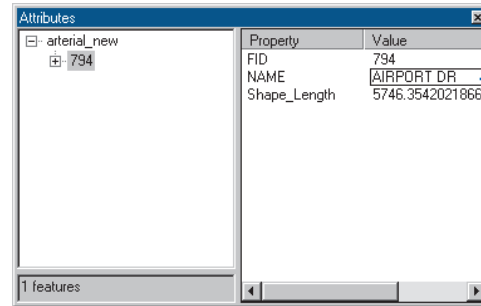 Attributes
arterial_new
794
Property Value
FID 794
NAME AIRPORT DR
Shape_Length 5746.3542021866
1 features